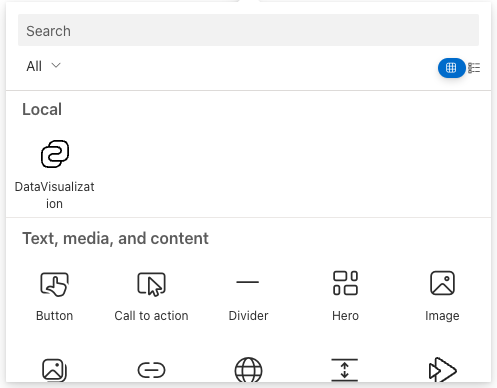 Search
All
Local
DataVisualizat
ion
Text, media, and content
Button
Call to action
Divider
Hero
Image